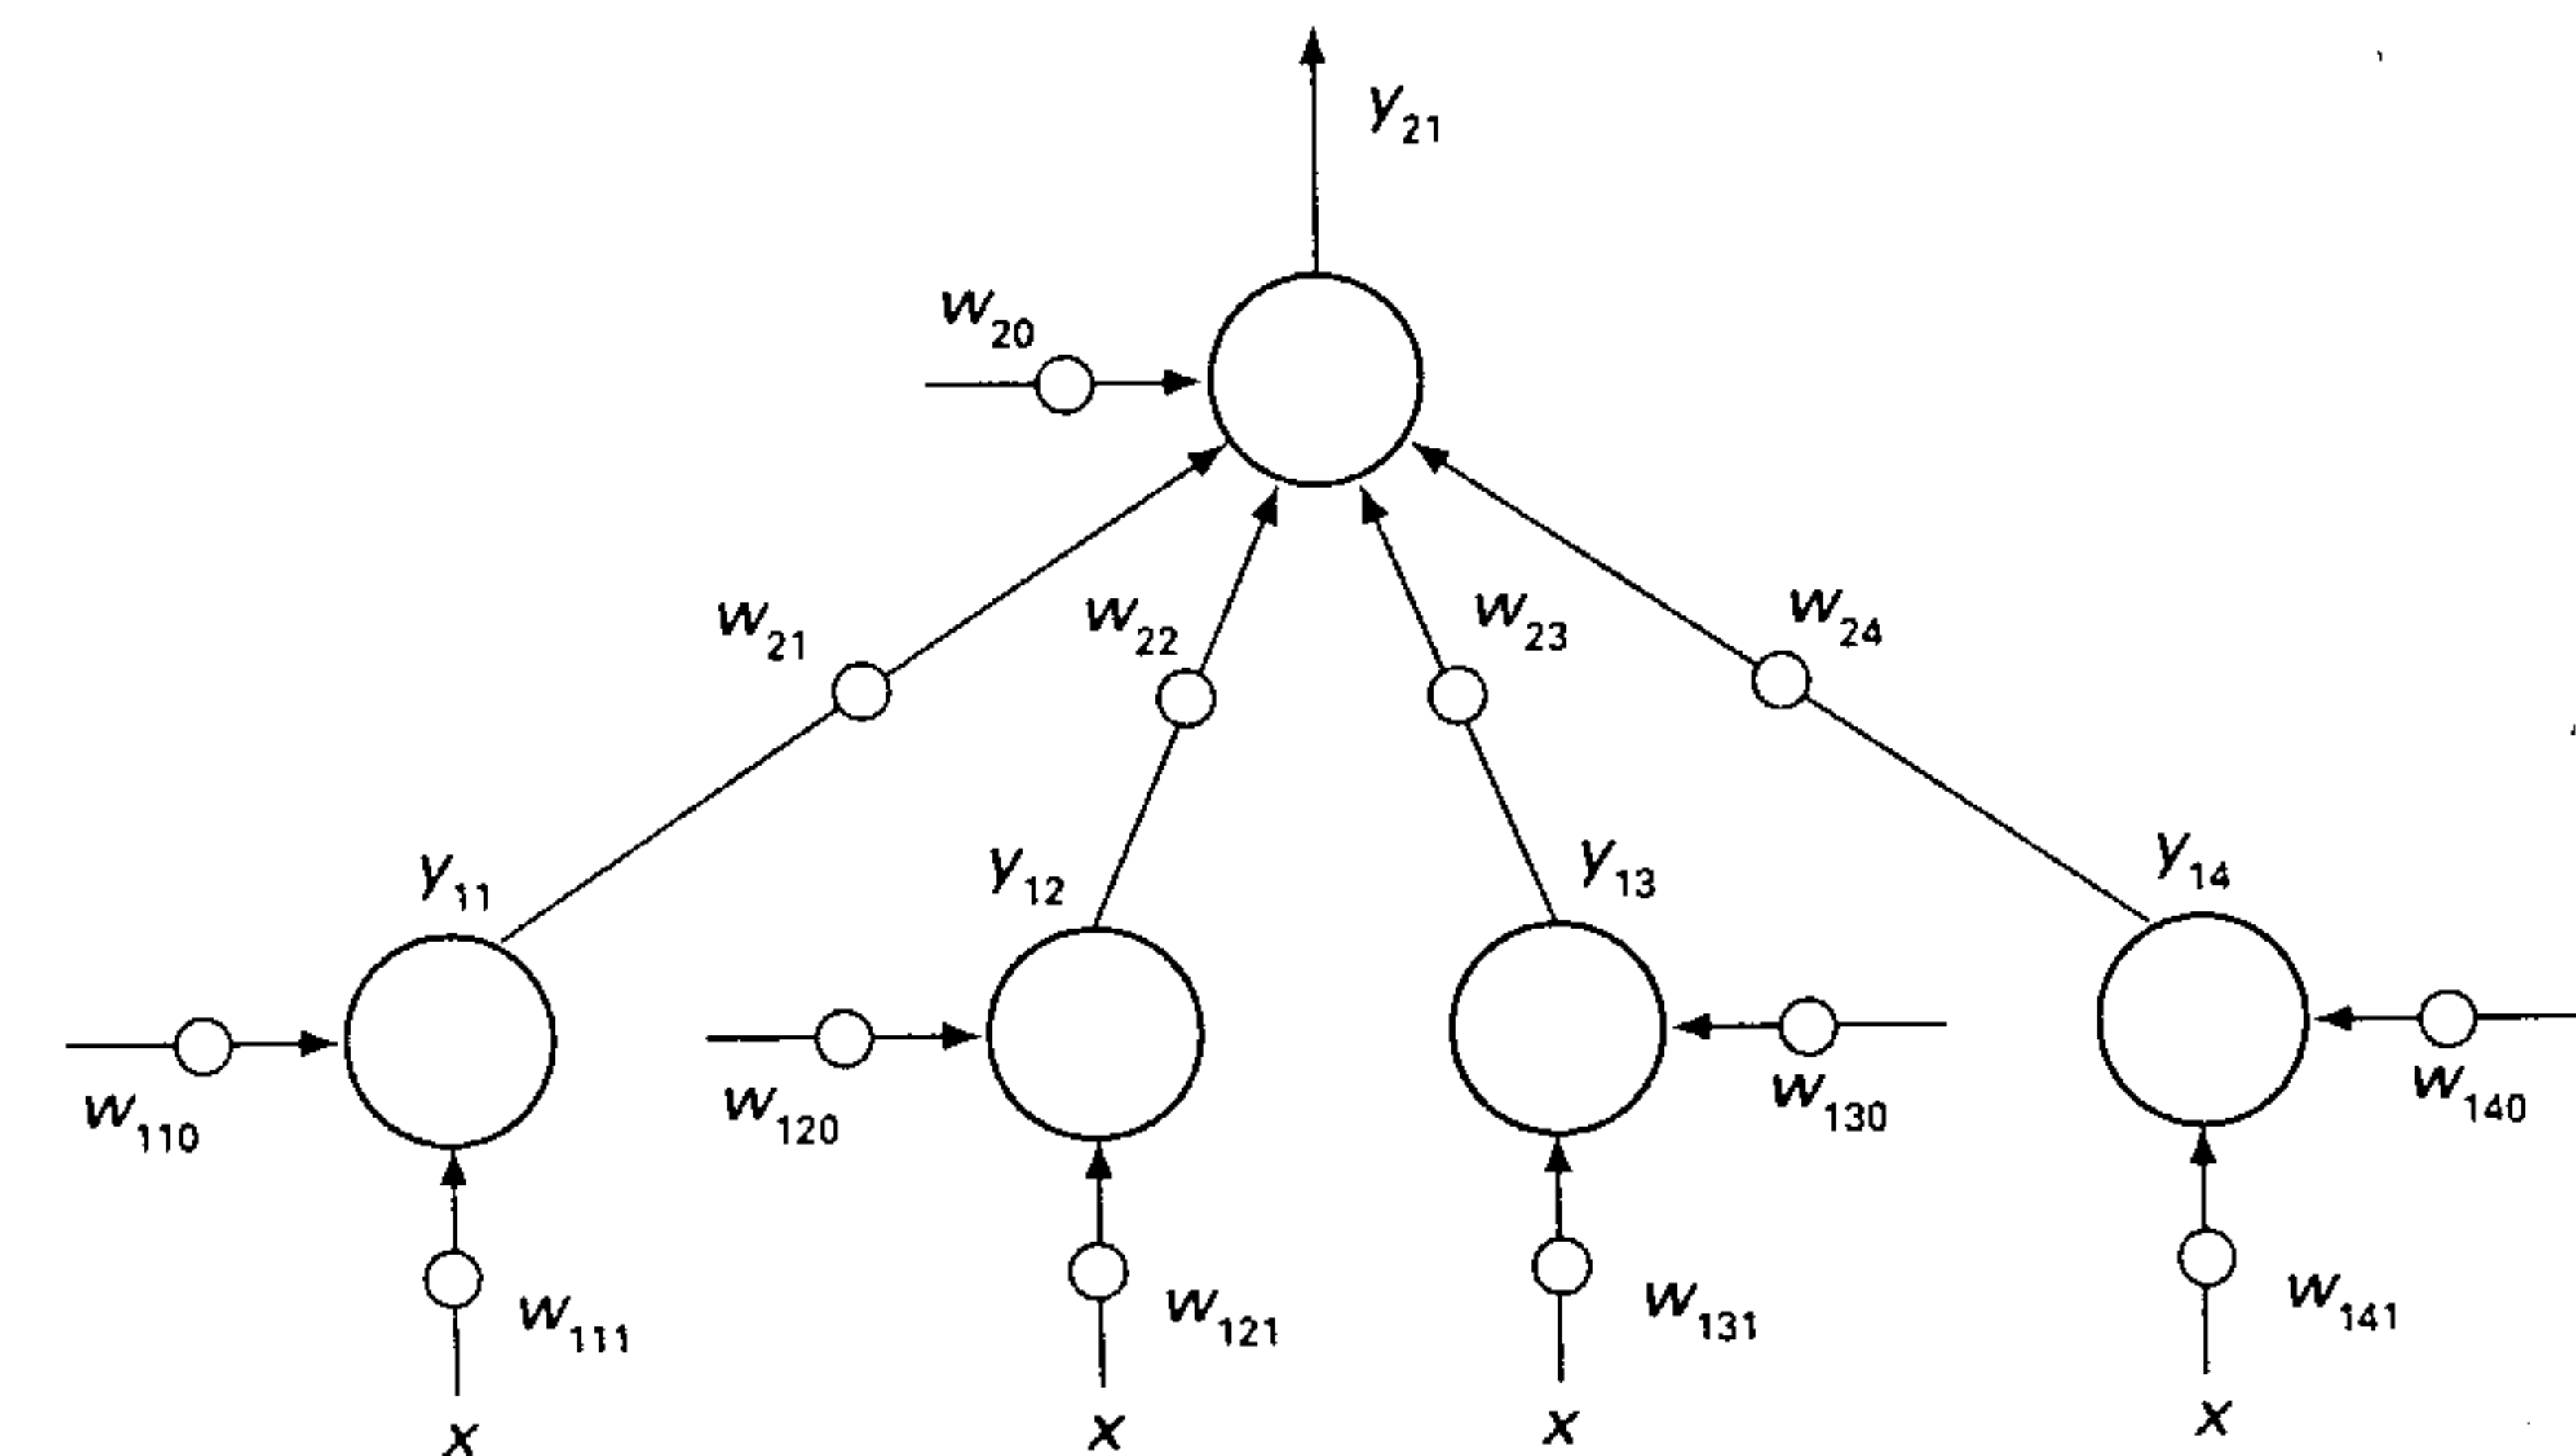 y₂₁
w₂₀
w₂₁ w₂₂ w₂₃ w₂₄
y₁₁ y₁₂ y₁₃ y₁₄
w₁₁₀ w₁₂₀ w₁₃₀ w₁₄₀
w₁₁₁ w₁₂₁ w₁₃₁ w₁₄₁
x x x x